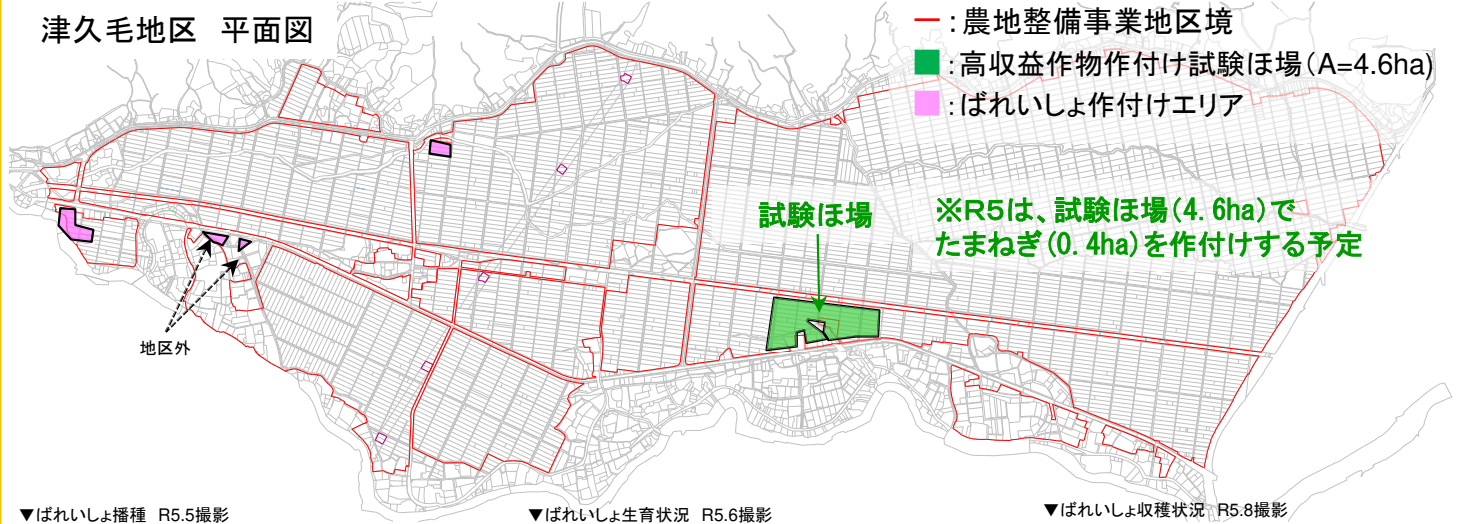 津久毛地区 平面図
ー:農地整備事業地区境
:高収益作物作付け試験ほ場(A=4.6ha)
:ばれいしょ作付けエリア
試験ほ場
※R5は、試験ほ場(4.6ha)で
たまねぎ(0.4ha)を作付けする予定
地区外
▼ばれいしょ播種 R5.5撮影
▼ばれいしょ生育状況 R5.6撮影
▼ばれいしょ収穫状況 R5.8撮影